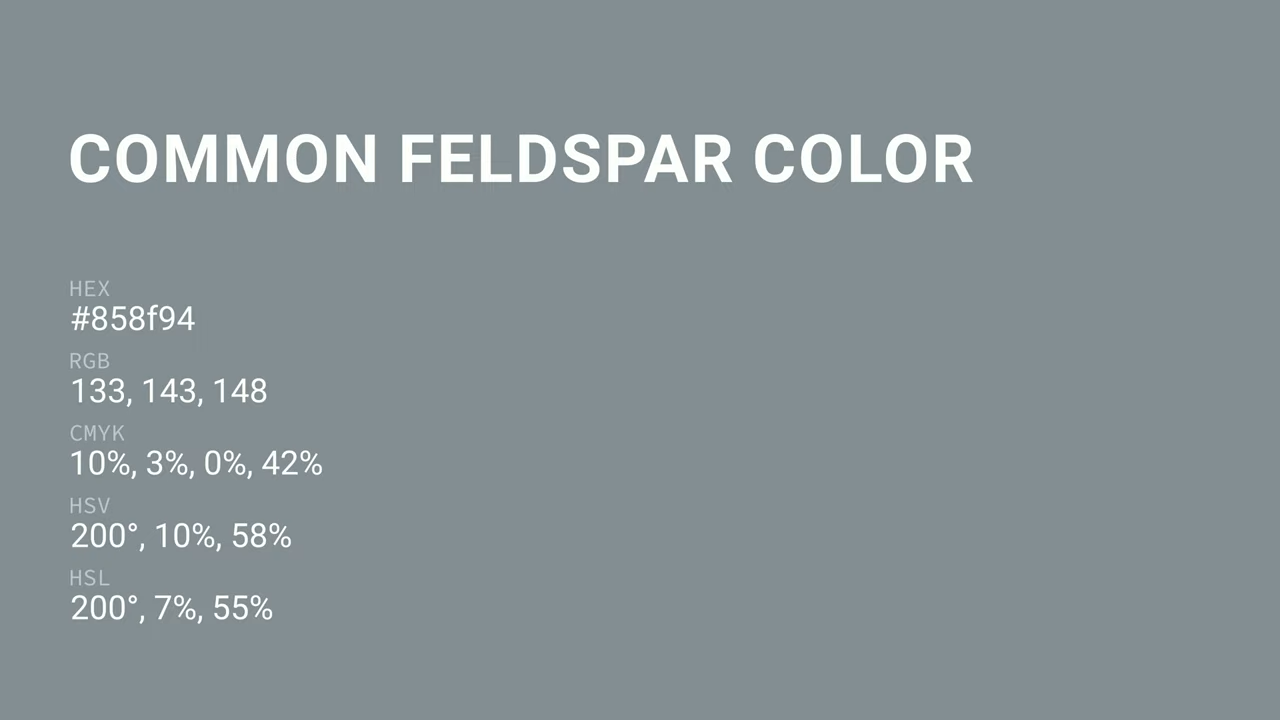 COMMON FELDSPAR COLOR
HEX
#858f94
RGB
133, 143, 148
CMYK
10%, 3%, 0%, 42%
HSV
200°, 10%, 58%
HSL
200°, 7%, 55%